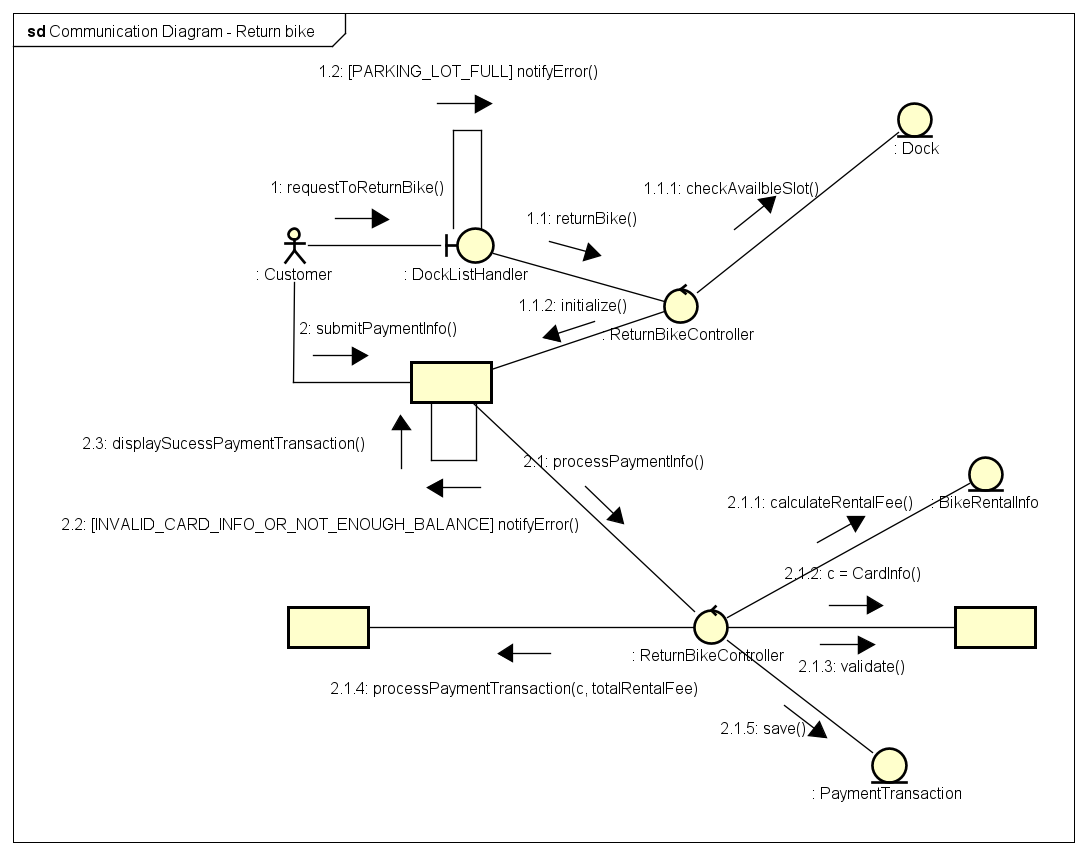 sd Communication Diagram - Return bike
1.2: [PARKING_LOT_FULL] notifyError()
: Dock
1: requestToReturnBike()
1.1.1: checkAvailbleSlot()
1.1: returnBike()
: Customer
: DockListHandler
1.1.2: initialize()
: ReturnBikeController
2: submitPaymentInfo()
2.3: displaySucessPaymentTransaction()
2.1: processPaymentInfo()
2.1.1: calculateRentalFee()
: BikeRentalInfo
2.2: [INVALID_CARD_INFO_OR_NOT_ENOUGH_BALANCE] notifyError()
2.1.2: c = CardInfo()
: ReturnBikeController
2.1.3: validate()
2.1.4: processPaymentTransaction(c, totalRentalFee)
2.1.5: save()
: PaymentTransaction